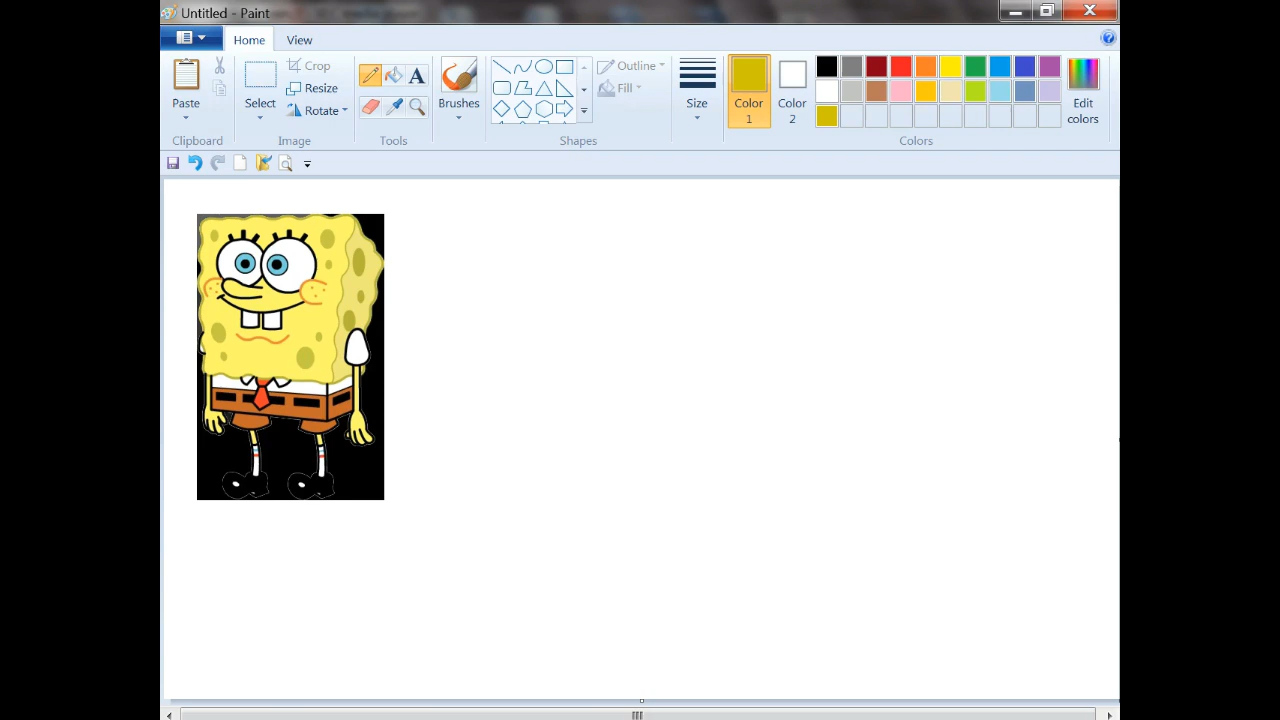 Untitled - Paint
Home View
Paste
Select
Crop
Resize
Rotate
A
Brushes
Outline
Fill
Size
Color 1
Color 2
Edit colors
Clipboard Image Tools Shapes Colors